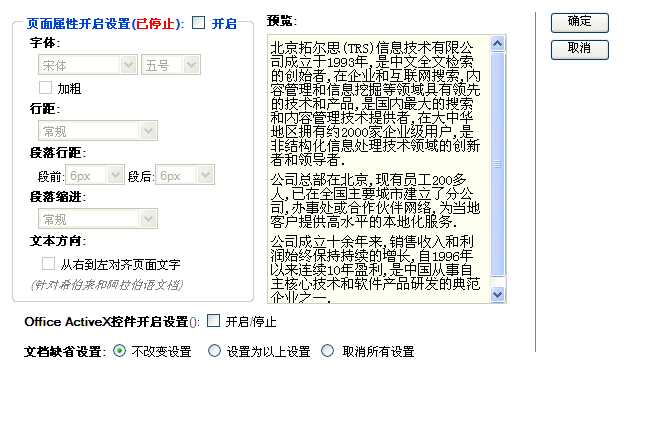 页面属性开启设置(已停止): 开启
字体:
宋体 五号
加粗
行距:
常规
段落行距:
段前: 6px 段后: 6px
段落缩进:
常规
文本方向:
从右到左对齐页面文字
(针对希伯来和阿拉伯语文档)
预览:
北京拓尔思(TRS)信息技术有限公
司成立于1993年,是中文全文检索
的创始者,在企业和互联网搜索,内
容管理和信息挖掘等领域具有领先
的技术和产品,是国内最大的搜索
和内容管理技术提供者,在大中华
地区拥有约2000家企业级用户,是
非结构化信息处理技术领域的创新
者和领导者.
公司总部在北京,现有员工200多
人,已在全国主要城市建立了分公
司,办事处或合作伙伴网络,为当地
客户提供高水平的本地化服务.
公司成立十余年来,销售收入和利
润始终保持持续的增长,自1996年
以来连续10年盈利,是中国从事自
主核心技术和软件产品研发的典范
企业之一.
确定
取消
Office ActiveX控件开启设置(): 开启/停止
文档缺省设置: 不改变设置 设置为以上设置 取消所有设置